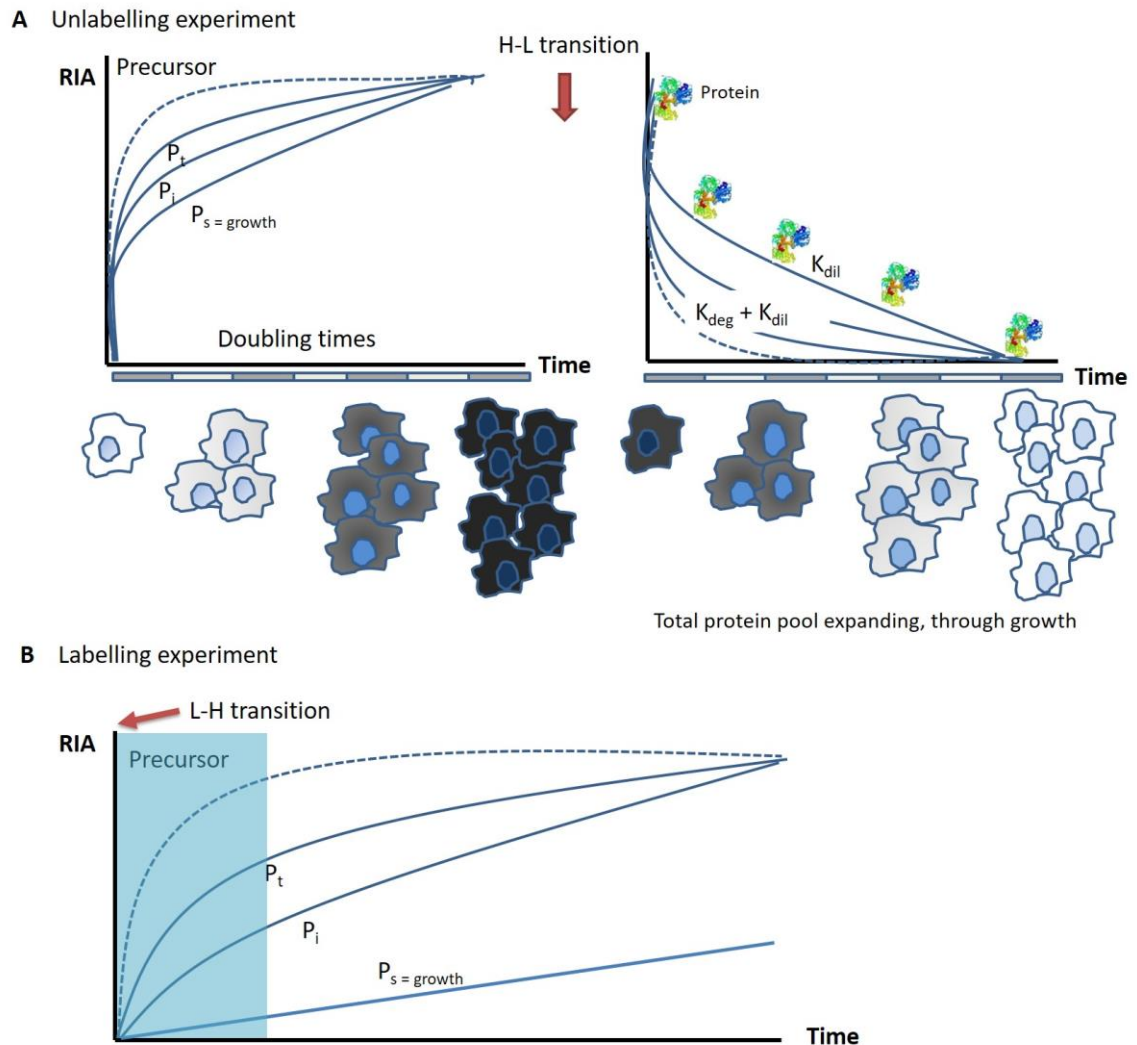 A Unlabelling experiment
H-L transition
RIA
Precursor
Pt
Pi
Ps = growth
Doubling times
Time
Protein
Kdil
Kdeg + Kdil
Time
Total protein pool expanding, through growth
B Labelling experiment
L-H transition
RIA
Precursor
Pt
Pi
Ps = growth
Time